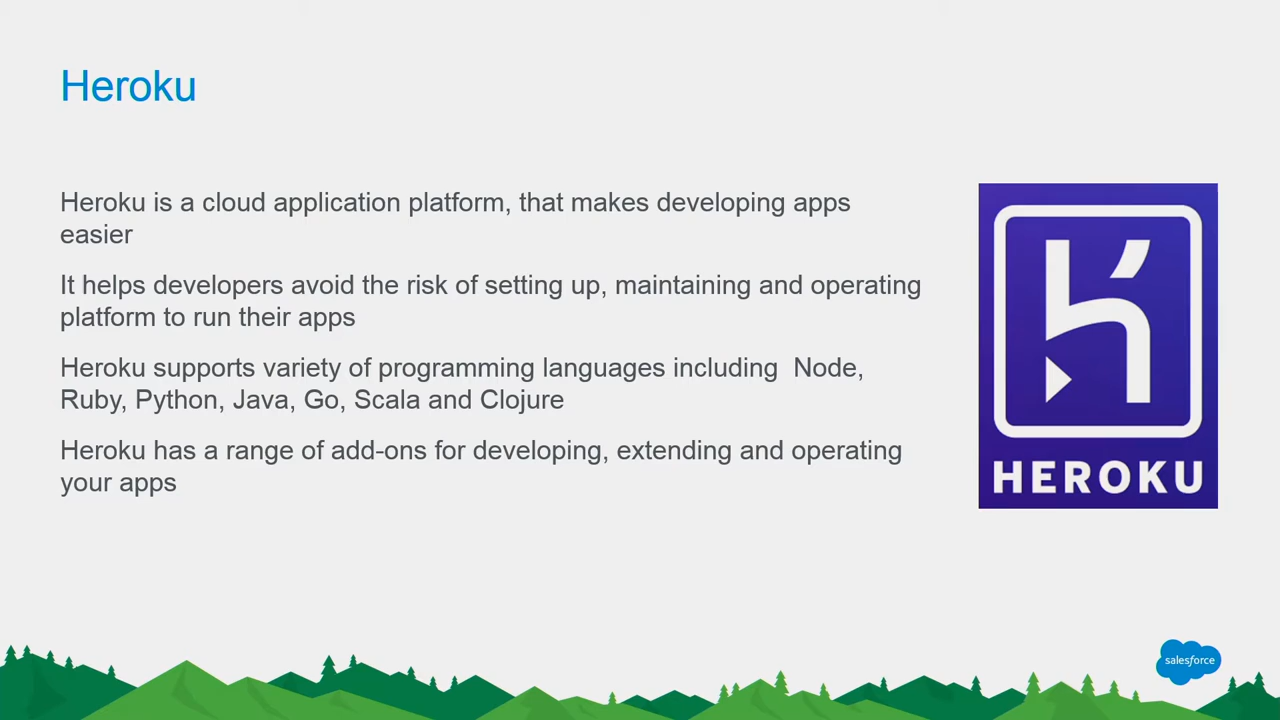 Heroku
Heroku is a cloud application platform, that makes developing apps
easier
It helps developers avoid the risk of setting up, maintaining and operating
platform to run their apps
Heroku supports variety of programming languages including  Node,
Ruby, Python, Java, Go, Scala and Clojure
Heroku has a range of add-ons for developing, extending and operating
your apps
HEROKU
salesforce